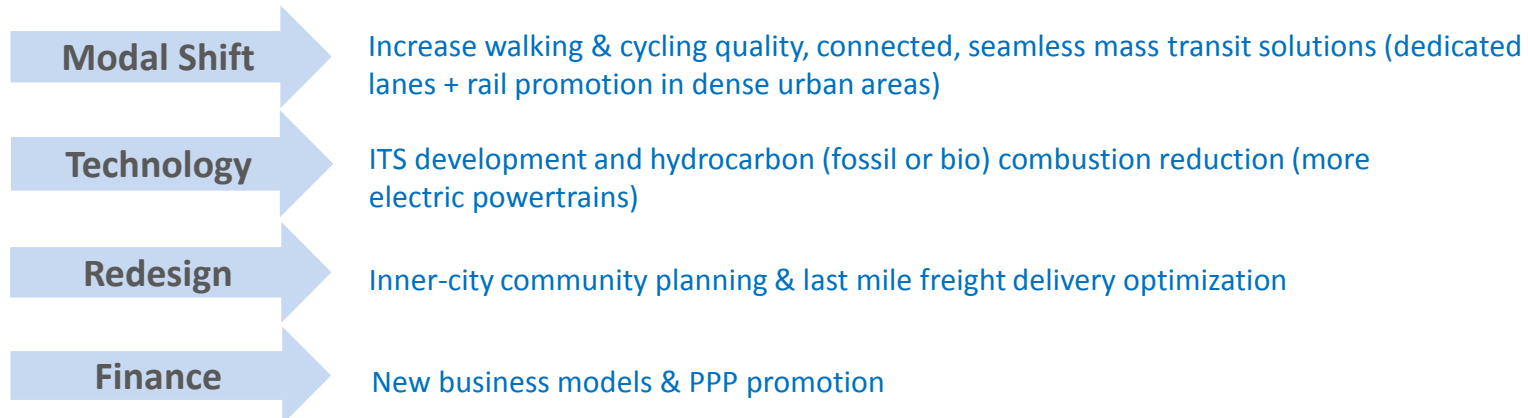 Modal Shift
Increase walking & cycling quality, connected, seamless mass transit solutions (dedicated
lanes + rail promotion in dense urban areas)
Technology
ITS development and hydrocarbon (fossil or bio) combustion reduction (more
electric powertrains)
Redesign
Inner-city community planning & last mile freight delivery optimization
Finance
New business models & PPP promotion